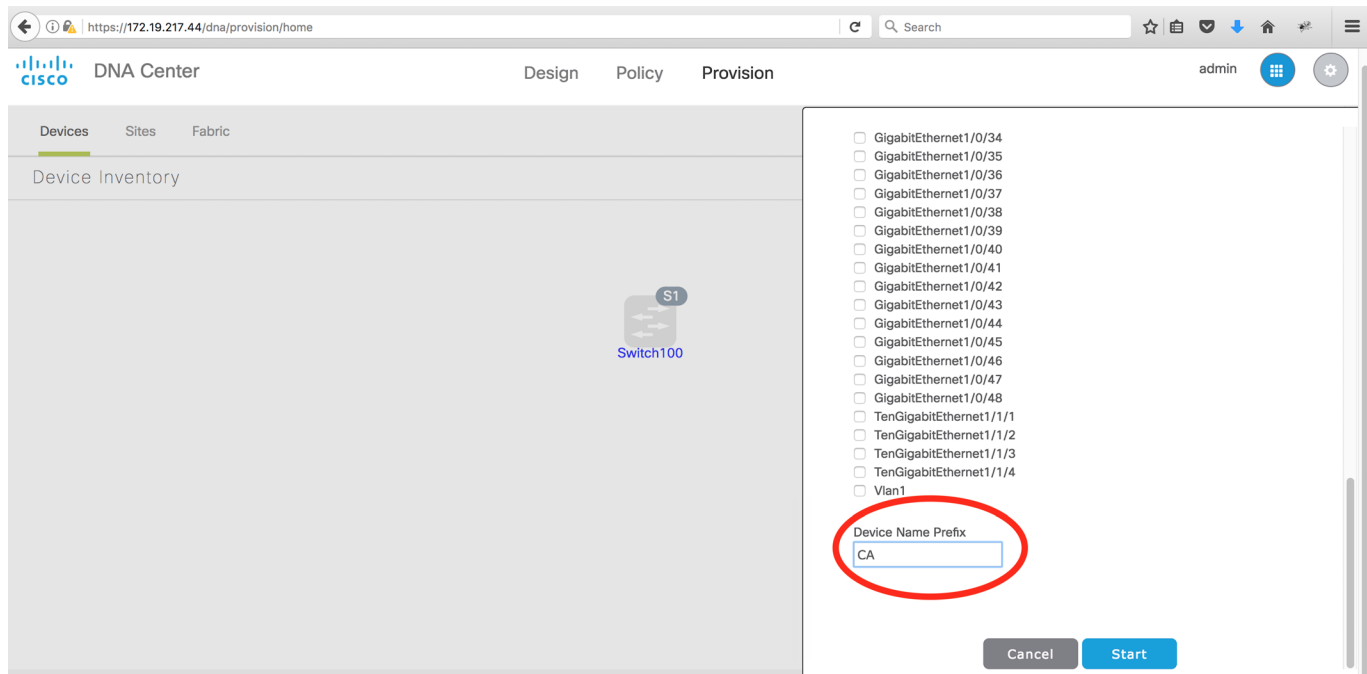 https://172.19.217.44/dna/provision/home
Search
CISCO
DNA Center
Design
Policy
Provision
admin
Devices
Sites
Fabric
Device Inventory
S1
Switch100
GigabitEthernet1/0/34
GigabitEthernet1/0/35
GigabitEthernet1/0/36
GigabitEthernet1/0/37
GigabitEthernet1/0/38
GigabitEthernet1/0/39
GigabitEthernet1/0/40
GigabitEthernet1/0/41
GigabitEthernet1/0/42
GigabitEthernet1/0/43
GigabitEthernet1/0/44
GigabitEthernet1/0/45
GigabitEthernet1/0/46
GigabitEthernet1/0/47
GigabitEthernet1/0/48
TenGigabitEthernet1/1/1
TenGigabitEthernet1/1/2
TenGigabitEthernet1/1/3
TenGigabitEthernet1/1/4
Vlan1
Device Name Prefix
CA
Cancel
Start